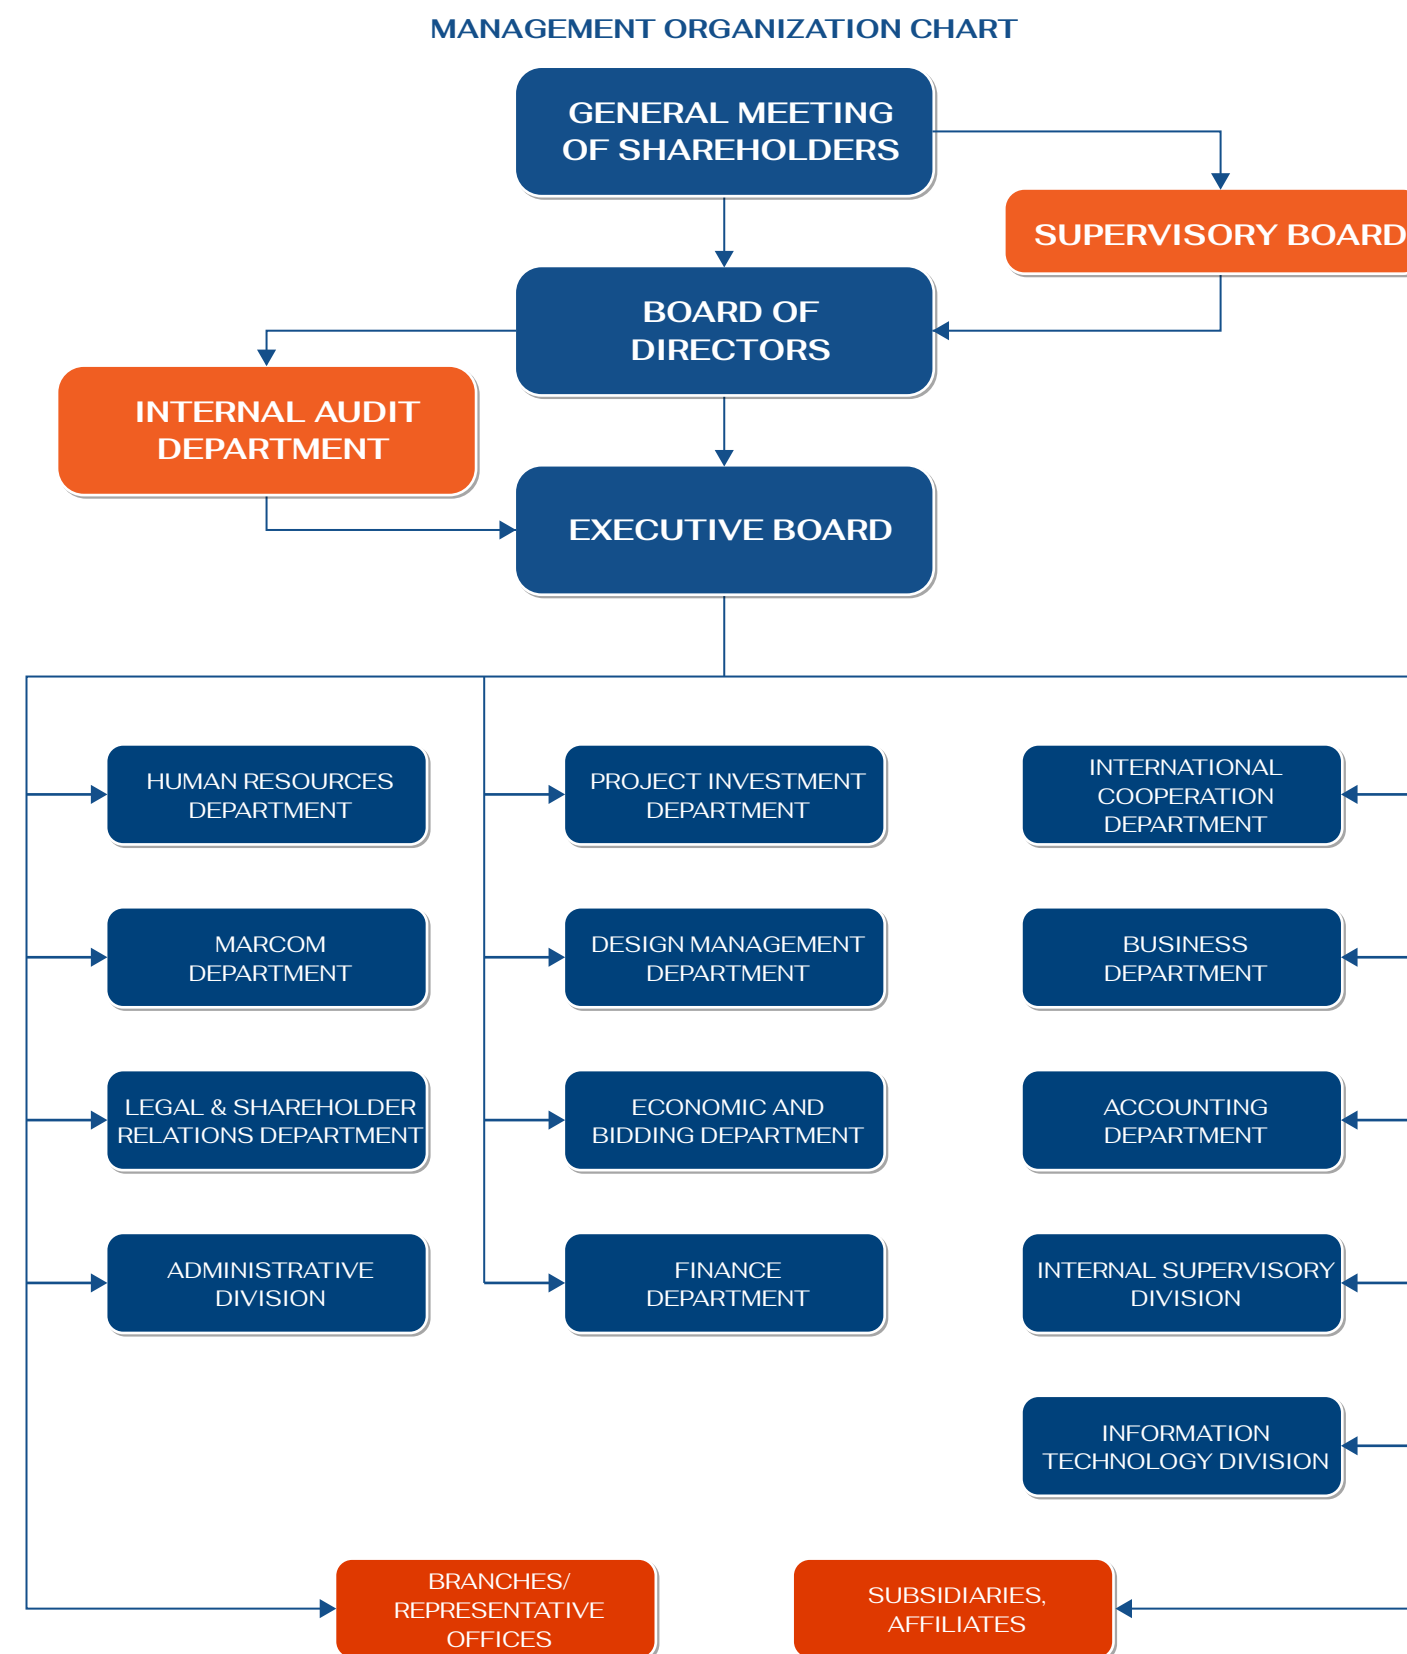 MANAGEMENT ORGANIZATION CHART
GENERAL MEETING
OF SHAREHOLDERS
SUPERVISORY BOARD
BOARD OF
DIRECTORS
INTERNAL AUDIT
DEPARTMENT
EXECUTIVE BOARD
HUMAN RESOURCES
DEPARTMENT
PROJECT INVESTMENT
DEPARTMENT
INTERNATIONAL
COOPERATION
DEPARTMENT
MARCOM
DEPARTMENT
DESIGN MANAGEMENT
DEPARTMENT
BUSINESS
DEPARTMENT
LEGAL & SHAREHOLDER
RELATIONS DEPARTMENT
ECONOMIC AND
BIDDING DEPARTMENT
ACCOUNTING
DEPARTMENT
ADMINISTRATIVE
DIVISION
FINANCE
DEPARTMENT
INTERNAL SUPERVISORY
DIVISION
INFORMATION
TECHNOLOGY DIVISION
BRANCHES/
REPRESENTATIVE
OFFICES
SUBSIDIARIES,
AFFILIATES